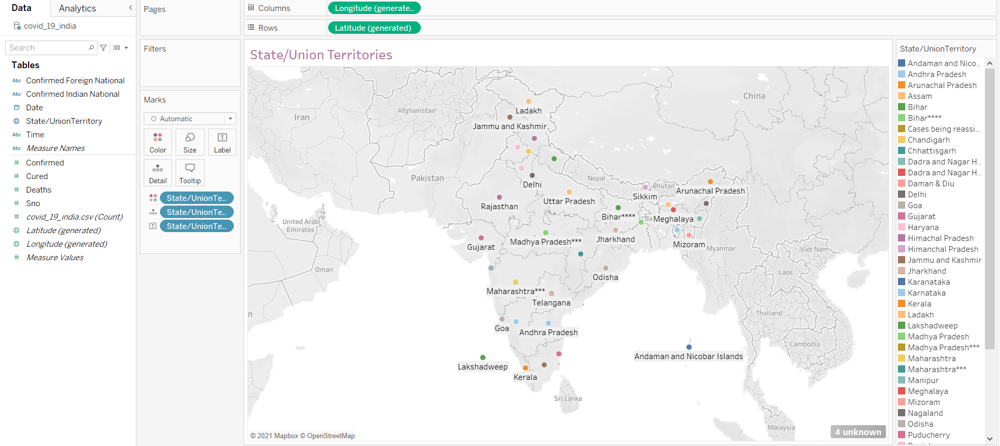 Data
Analytics
covid_19_india
Search
Tables
Abc Confirmed Foreign National
Abc Confirmed Indian National
Date
State/UnionTerritory
Abc Time
Abc Measure Names
# Confirmed
# Cured
# Deaths
# Sno
# covid_19_india.csv (Count)
Latitude (generated)
Longitude (generated)
# Measure Values
Pages
Filters
Marks
Automatic
Color
Size
T
Label
Detail
Tooltip
State/UnionTe..
State/UnionTe..
T State/UnionTe..
Columns
Longitude (generate..
Rows
Latitude (generated)
State/Union Territories
China
Ladakh
Afghanistan
Iran
Jammu and Kashmir
Pakistan
Nepal
Delhi
Bhutan
Arunachal Pradesh
Sikkim
Uttar Pradesh
Rajasthan
Bihar****
Ba
Meghalaya
United Arab
Emirates
Madhya Pradesh***
Jharkhand
Mizoram
Gujarat
Myanmar
Viet Nam
Oman
Laos
Odisha
Maharashtra***
Telangana
n
Thailand
Goa
Andhra Pradesh
Cambodia
Andaman and Nicobar Islands
Lakshadweep
Kerala
Sri Lanka
Malaysia
© 2021 Mapbox © OpenStreetMap
4 unknown
State/UnionTerritory
Andaman and Nico..
Andhra Pradesh
Arunachal Pradesh
Assam
Bihar
Bihar****
Cases being reassi..
Chandigarh
Chhattisgarh
Dadra and Nagar H..
Dadra and Nagar H..
Daman & Diu
Delhi
Goa
Gujarat
Haryana
Himachal Pradesh
Himanchal Pradesh
Jammu and Kashmir
Jharkhand
Karanataka
Karnataka
Kerala
Ladakh
Lakshadweep
Madhya Pradesh
Madhya Pradesh***
Maharashtra
Maharashtra***
Manipur
Meghalaya
Mizoram
Nagaland
Odisha
Puducherry